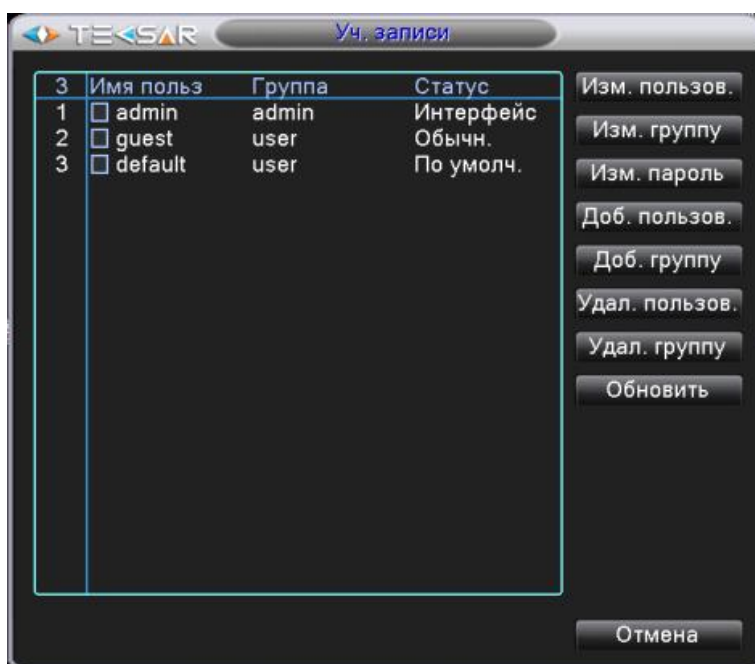 TEKSAR
Уч. записи
3 Имя польз Группа Статус
1 admin admin Интерфейс
2 guest user Обычн.
3 default user По умолч.
Изм. пользов.
Изм. группу
Изм. пароль
Доб. пользов.
Доб. группу
Удал. пользов.
Удал. группу
Обновить
Отмена